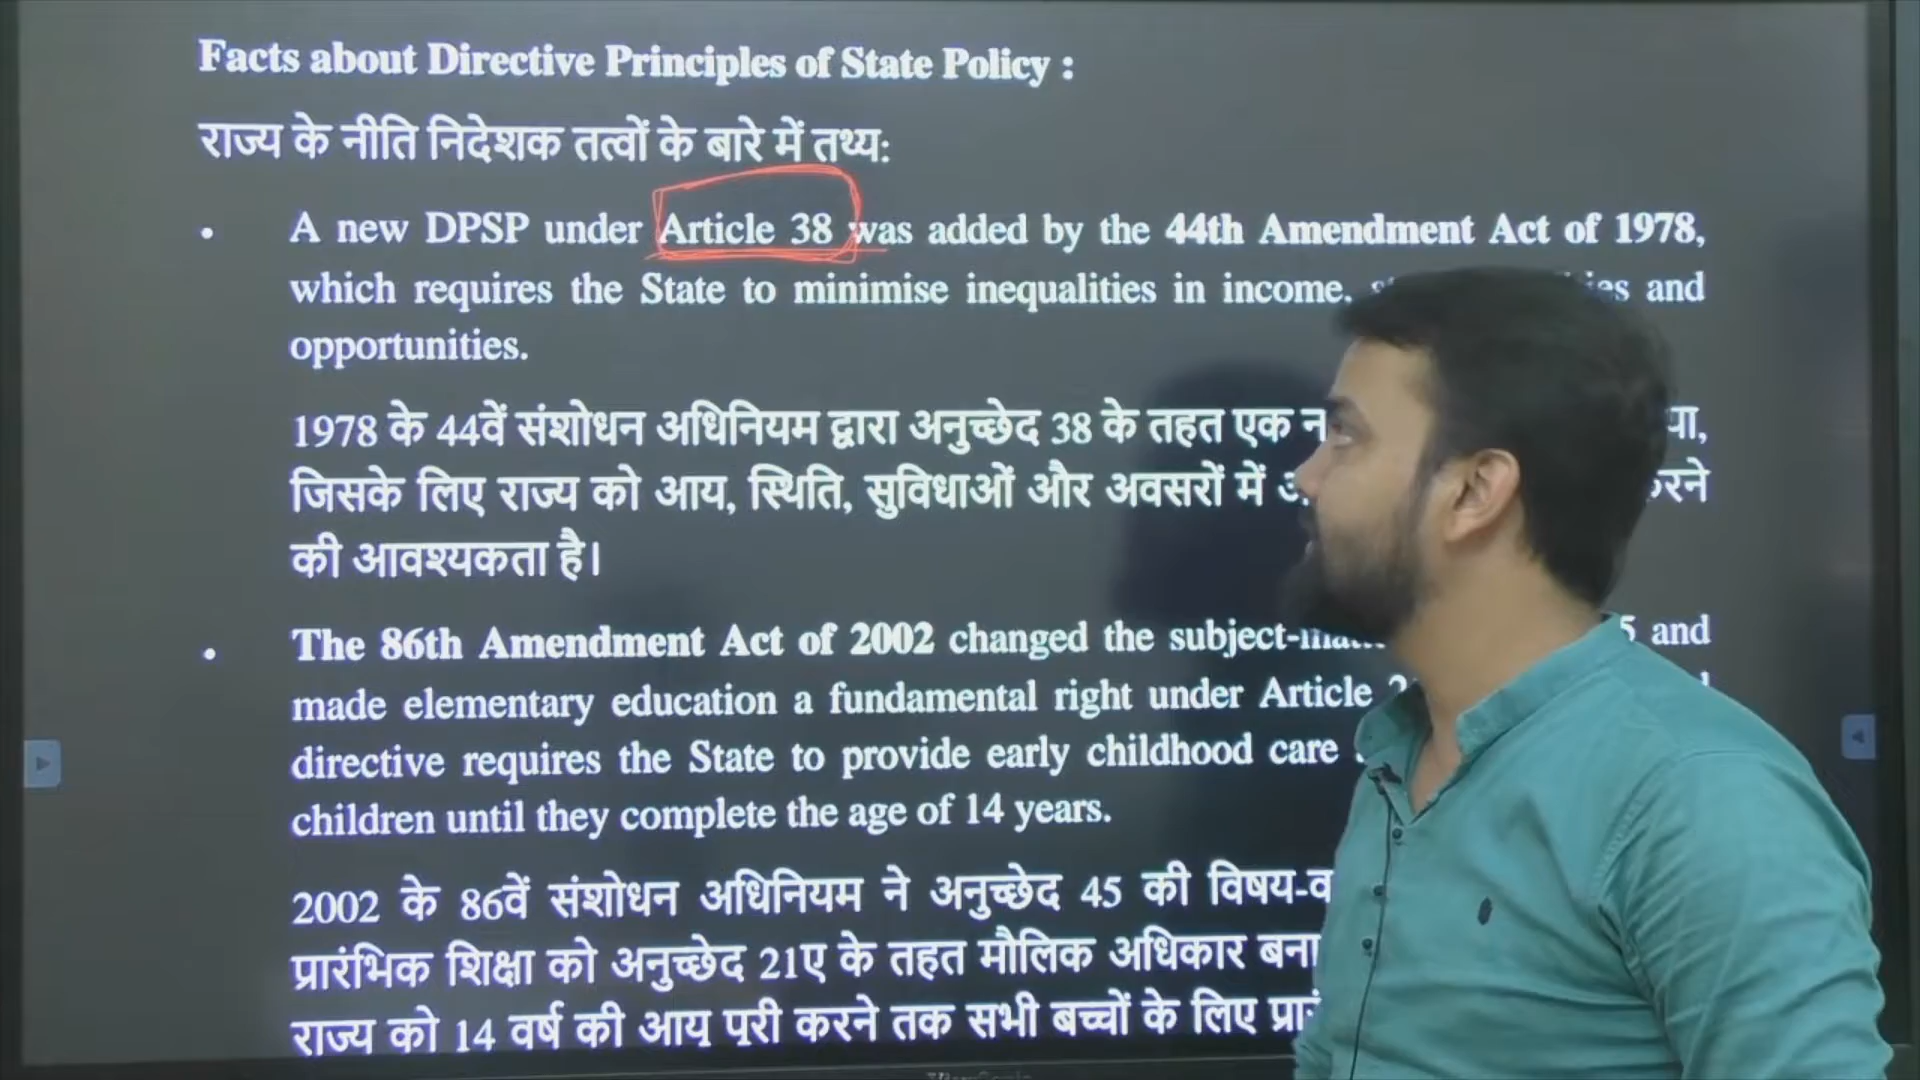 Facts about Directive Principles of State Policy :
राज्य के नीति निदेशक तत्वों के बारे में तथ्य:
• A new DPSP under Article 38 was added by the 44th Amendment Act of 1978,
which requires the State to minimise inequalities in income, and
opportunities.
1978 के 44वें संशोधन अधिनियम द्वारा अनुच्छेद 38 के तहत एक
जिसके लिए राज्य को आय, स्थिति, सुविधाओं और अवसरों में करने
की आवश्यकता है।
• The 86th Amendment Act of 2002 changed the and
made elementary education a fundamental right under Article
directive requires the State to provide early childhood care
children until they complete the age of 14 years.
2002 के 86वें संशोधन अधिनियम ने अनुच्छेद 45 की
प्रारंभिक शिक्षा को अनुच्छेद 21ए के तहत मौलिक अधिकार
राज्य को 14 वर्ष की आयु पूरी करने तक सभी बच्चों के लिए